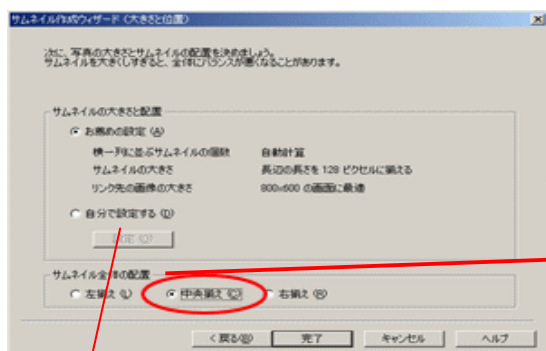 サムネイル作成ウィザード (大きさと位置)
次に、写真の大きさとサムネイルの配置を決めましょう。
サムネイルを大きくしすぎると、全体にバランスが悪くなることがあります。
サムネイルの大きさと配置
お薦めの設定 (A)
横一列に並ぶサムネイルの個数 自動計算
サムネイルの大きさ 長辺の長さを 128 ピクセルに揃える
リンク先の画像の大きさ 800x600 の画面に最適
自分で設定する (D)
設定 (O)
サムネイル全体の配置
左揃え (L) 中央揃え (C) 右揃え (R)
< 戻る(B) 完了 キャンセル ヘルプ